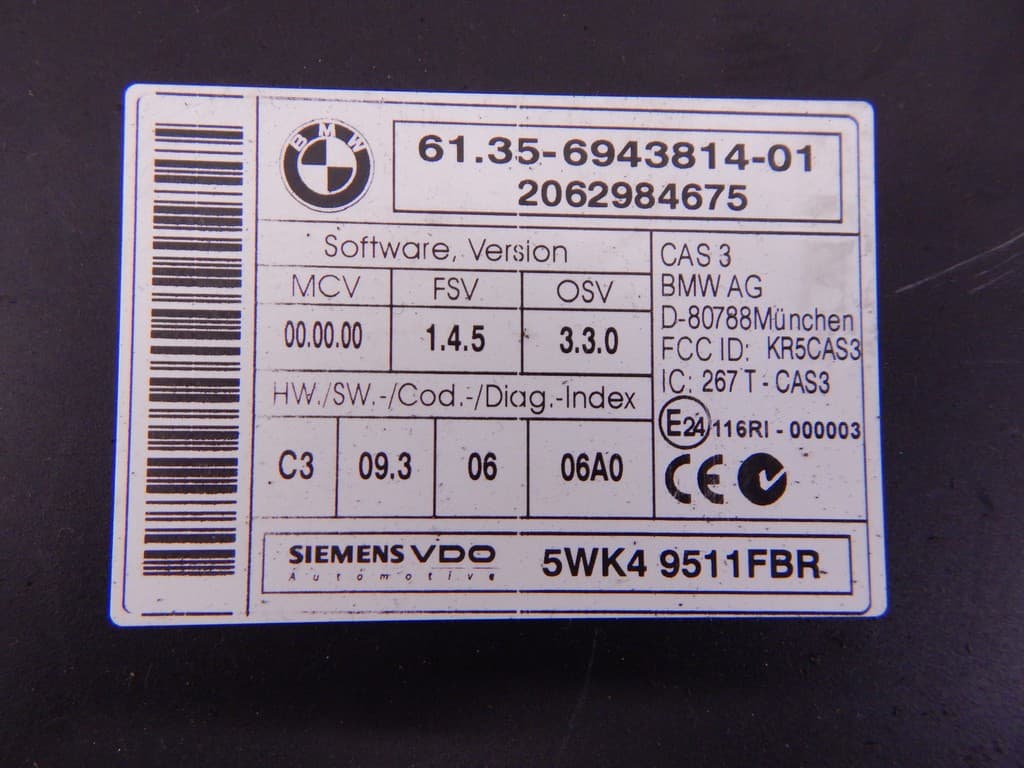 BMW
61.35-6943814-01
2062984675
Software, Version
MCV FSV OSV
00.00.00 1.4.5 3.3.0
HW./SW.-/Cod.-/Diag.-Index
C3 09.3 06 06A0
CAS 3
BMW AG
D-80788München
FCC ID: KR5CAS3
IC: 267 T - CAS3
E24 116RI - 000003
CE
SIEMENS VDO
Automotive
5WK4 9511FBR